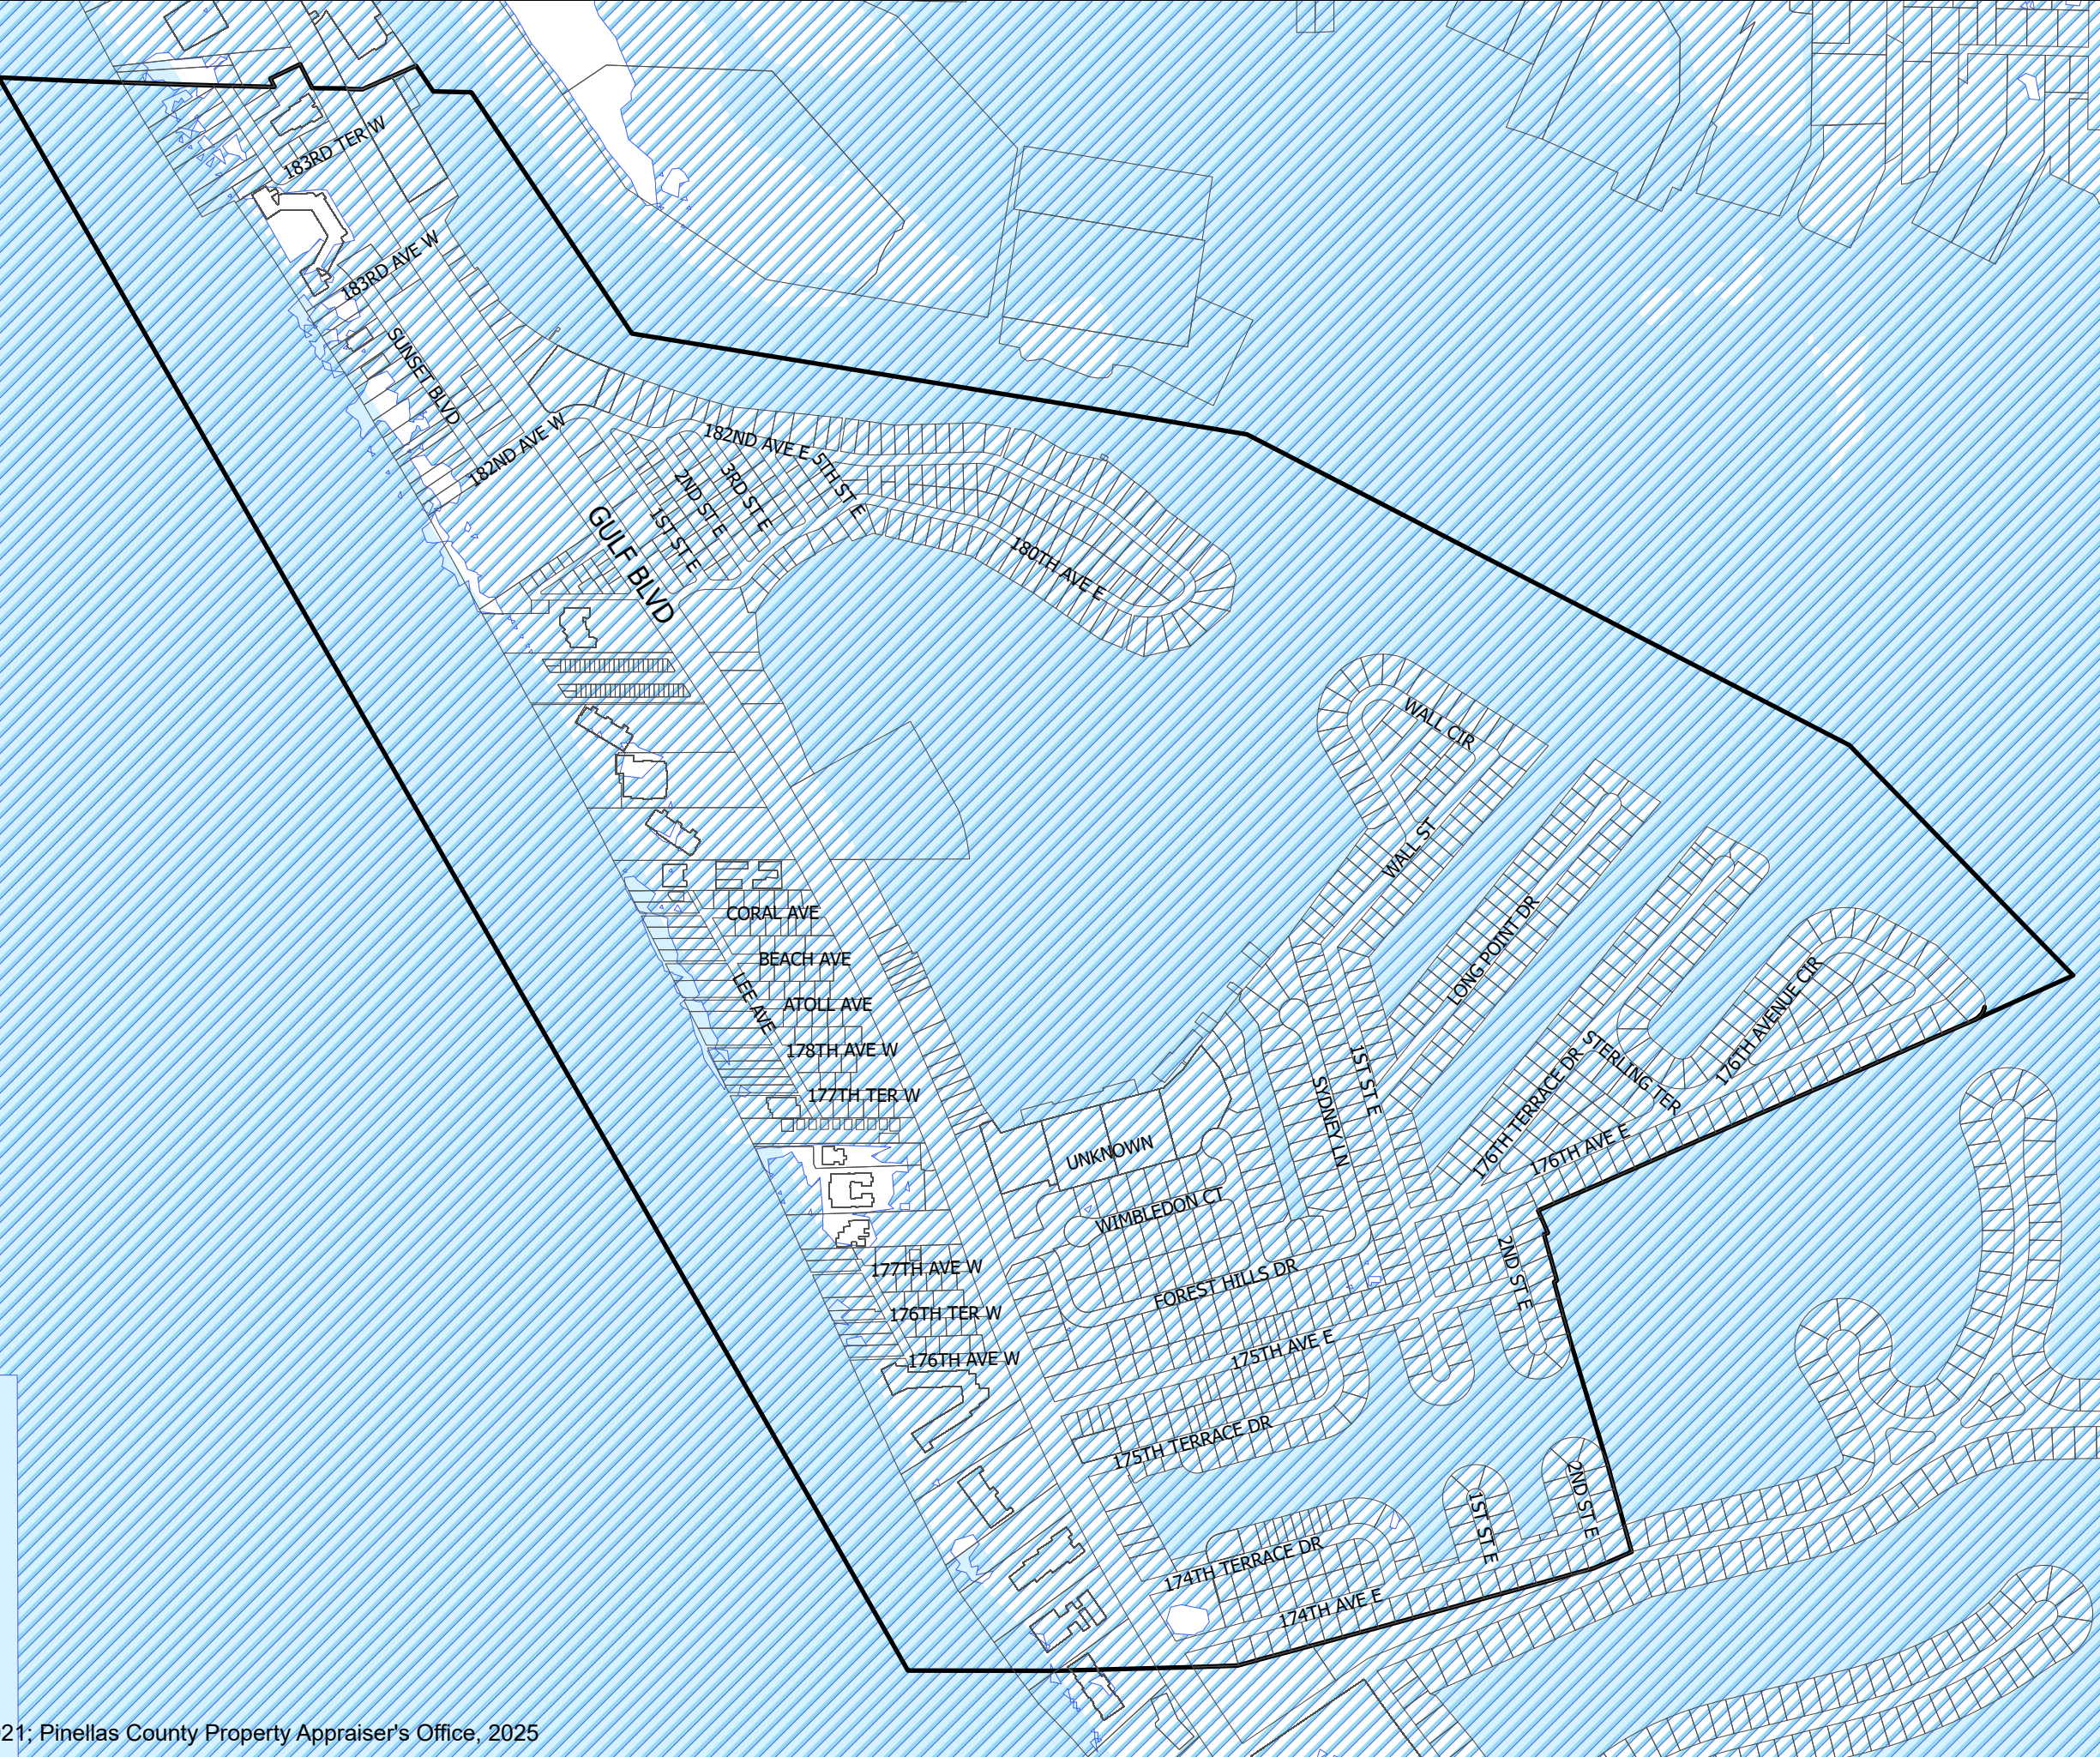 183RD TER W
183RD AVE W
SUNSET BLVD
182ND AVE W
182ND AVE E
5TH ST E
3RD ST E
2ND ST E
1ST ST E
GULF BLVD
180TH AVE E
WALL CIR
WALL ST
CORAL AVE
BEACH AVE
LEE AVE
ATOLL AVE
178TH AVE W
177TH TER W
LONG POINT DR
176TH AVENUE CIR
STERLING TER
176TH TERRACE DR
1ST ST E
SYDNEY LN
176TH AVE E
UNKNOWN
WIMBLEDON CT
2ND ST E
177TH AVE W
FOREST HILLS DR
176TH TER W
175TH AVE E
176TH AVE W
175TH TERRACE DR
1ST ST E
2ND ST E
174TH TERRACE DR
174TH AVE E
21; Pinellas County Property Appraiser's Office, 2025